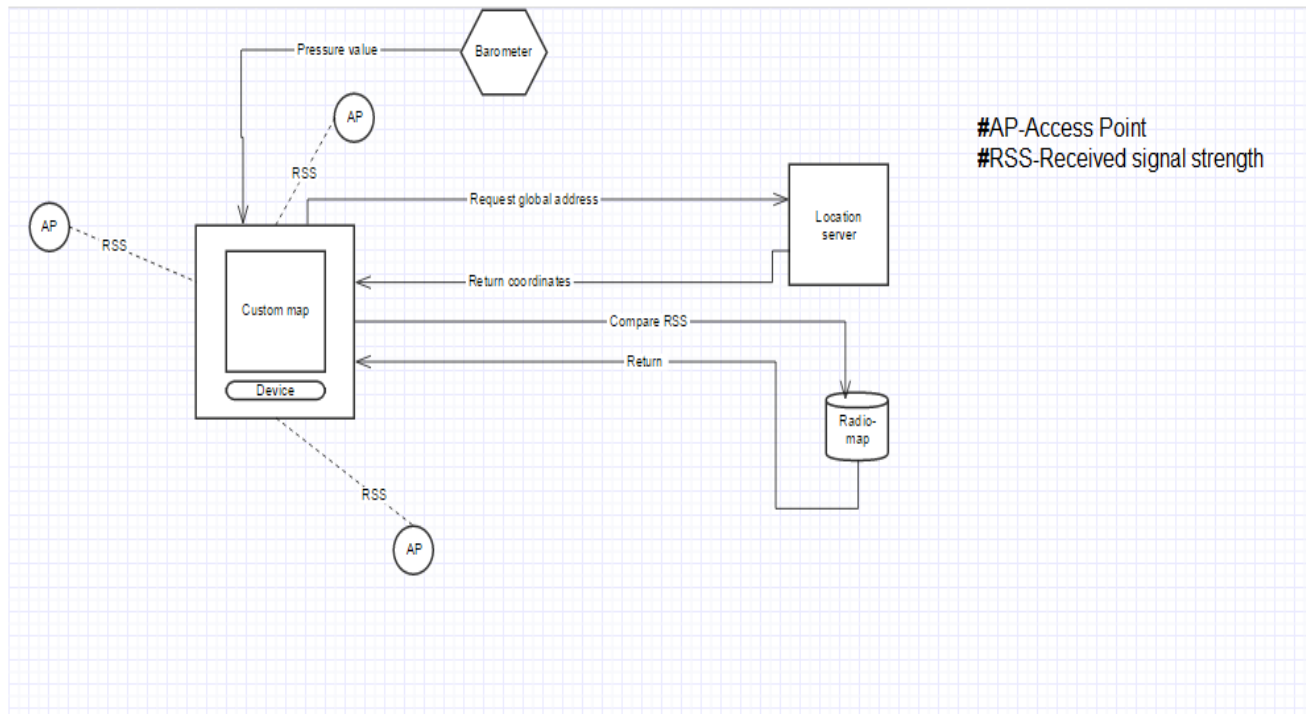 Pressure value
Barometer
AP
#AP-Access Point
#RSS-Received signal strength
RSS
Request global address
Location
server
AP
RSS
Return coordinates
Custom map
Compare RSS
Return
Device
Radio-
map
RSS
AP